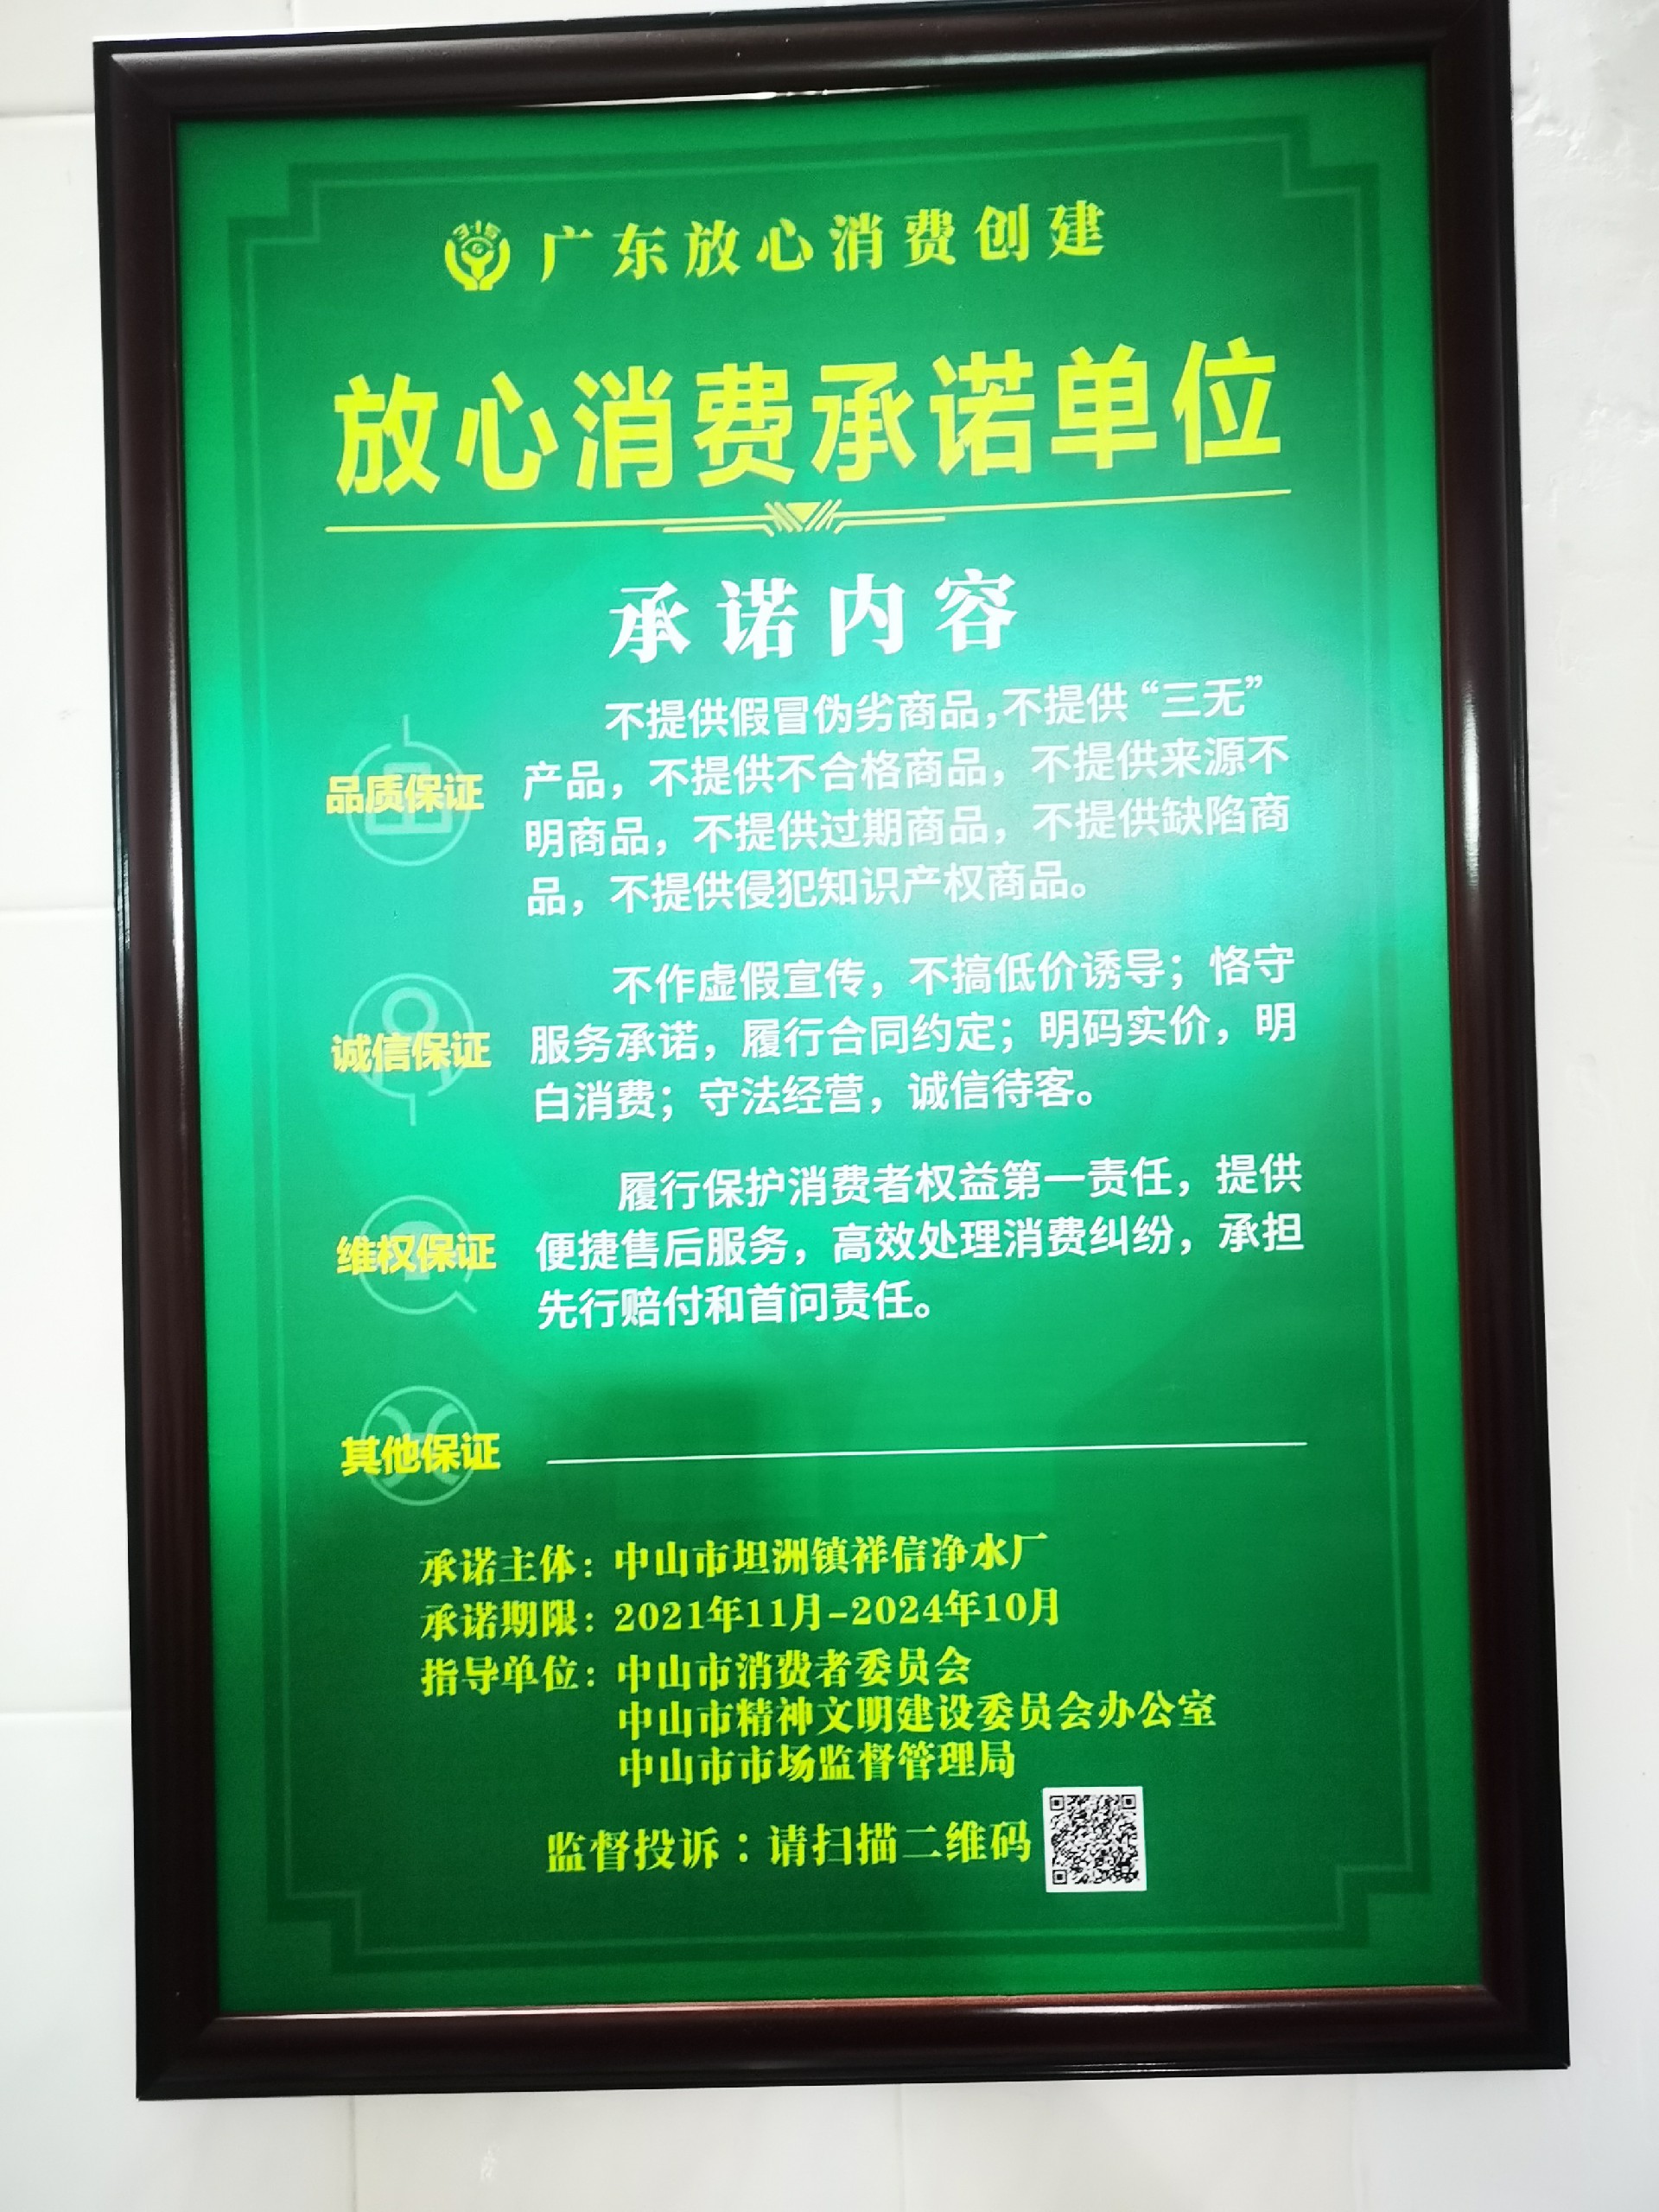 3·15
广东放心消费创建
放心消费承诺单位
承诺内容
品质保证
不提供假冒伪劣商品，不提供“三无”
产品，不提供不合格商品，不提供来源不
明商品，不提供过期商品，不提供缺陷商
品，不提供侵犯知识产权商品。
诚信保证
不作虚假宣传，不搞低价诱导；恪守
服务承诺，履行合同约定；明码实价，明
白消费；守法经营，诚信待客。
维权保证
履行保护消费者权益第一责任，提供
便捷售后服务，高效处理消费纠纷，承担
先行赔付和首问责任。
其他保证
承诺主体：中山市坦洲镇祥信净水厂
承诺期限：2021年11月-2024年10月
指导单位：中山市消费者委员会
中山市精神文明建设委员会办公室
中山市市场监督管理局
监督投诉：请扫描二维码